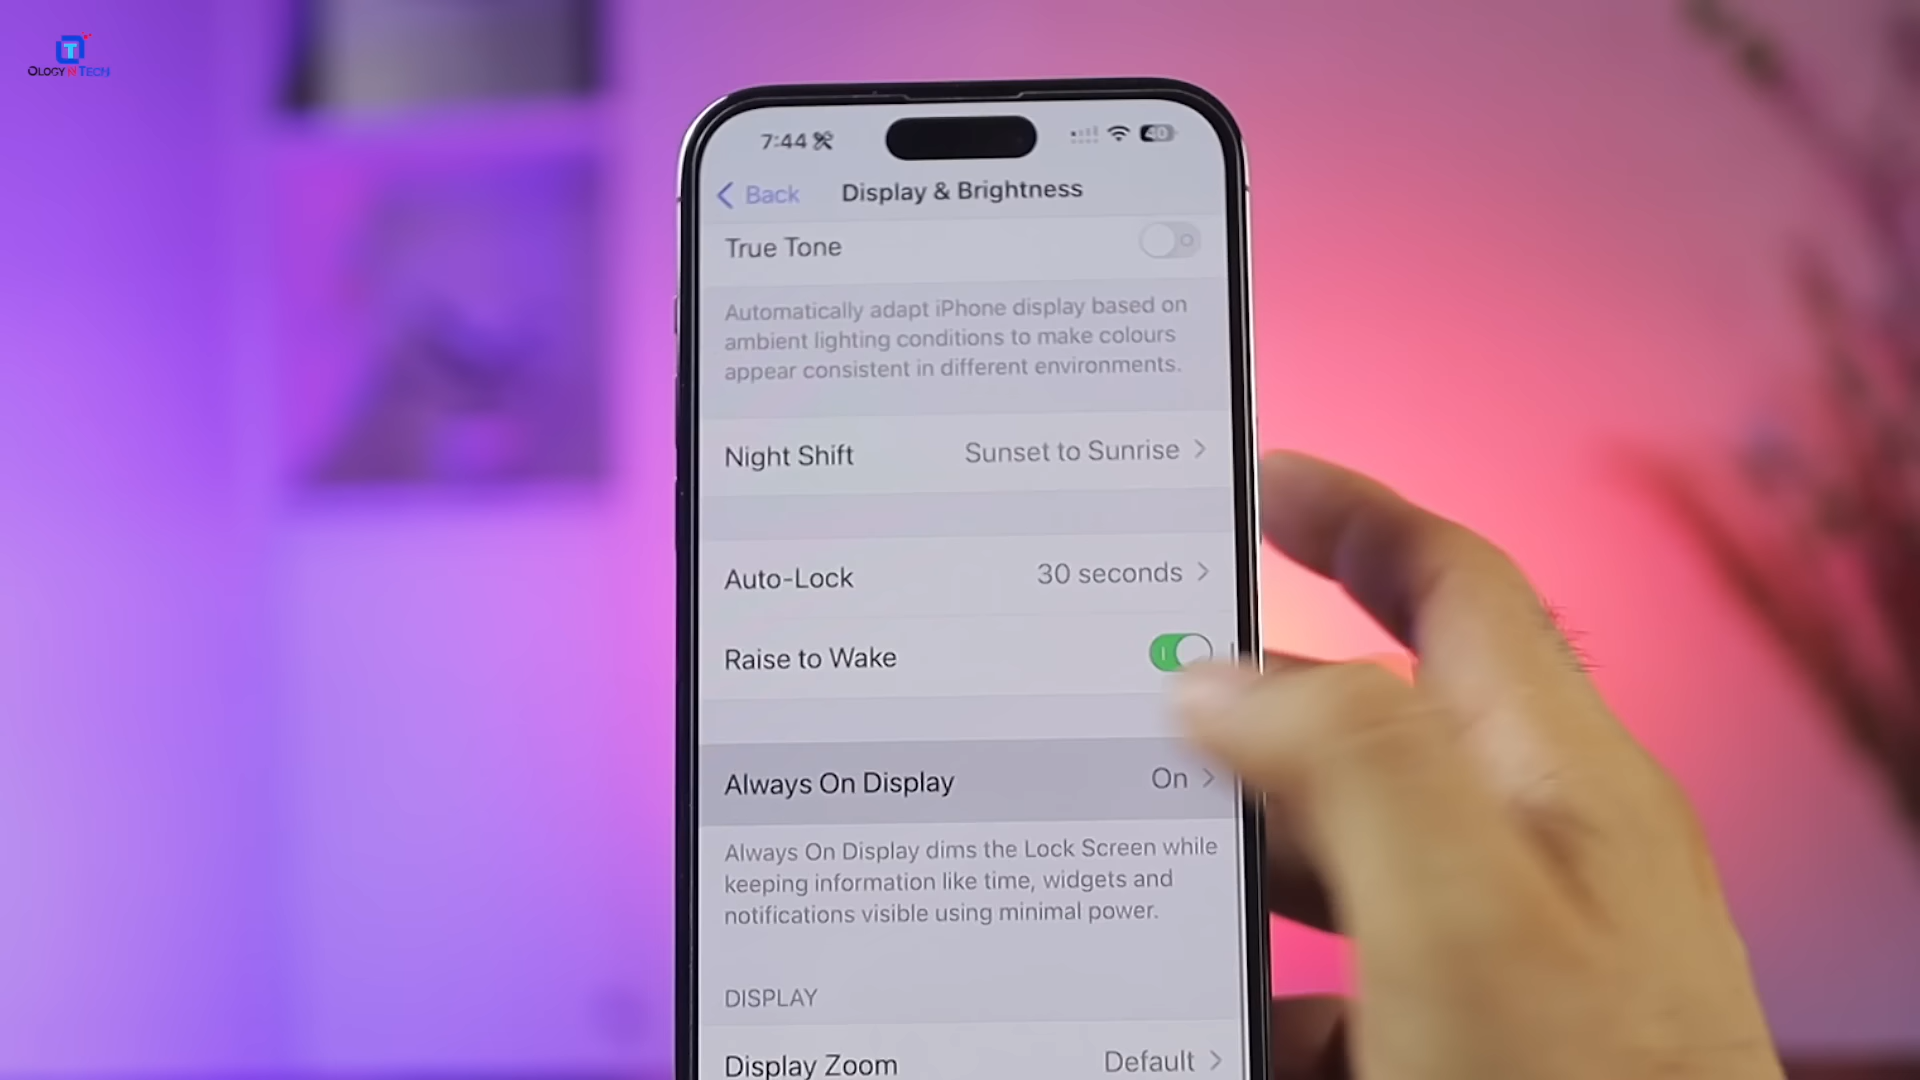 T
OLOGY N TECH
7:44
40
Back
Display & Brightness
True Tone
Automatically adapt iPhone display based on
ambient lighting conditions to make colours
appear consistent in different environments.
Night Shift Sunset to Sunrise
Auto-Lock 30 seconds
Raise to Wake
Always On Display On
Always On Display dims the Lock Screen while
keeping information like time, widgets and
notifications visible using minimal power.
DISPLAY
Display Zoom Default